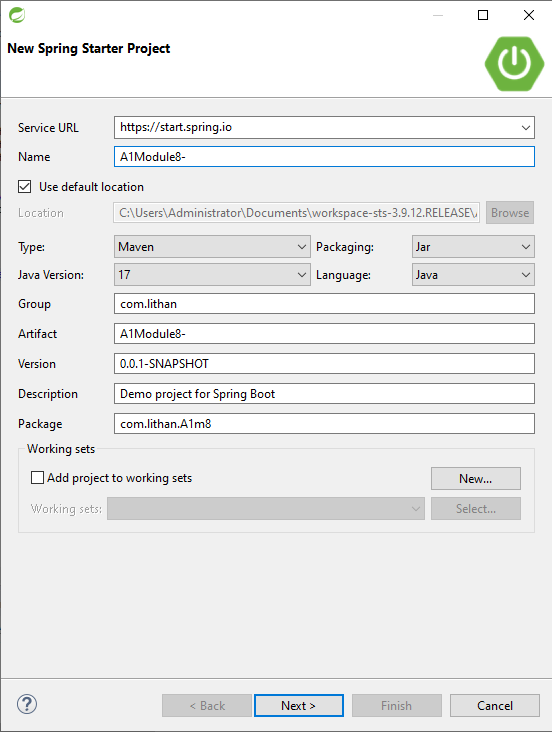 New Spring Starter Project
Service URL https://start.spring.io
Name A1Module8-
Use default location
Location C:\Users\Administrator\Documents\workspace-sts-3.9.12.RELEASE\ Browse
Type: Maven Packaging: Jar
Java Version: 17 Language: Java
Group com.lithan
Artifact A1Module8-
Version 0.0.1-SNAPSHOT
Description Demo project for Spring Boot
Package com.lithan.A1m8
Working sets
Add project to working sets New...
Working sets: Select...
? < Back Next > Finish Cancel